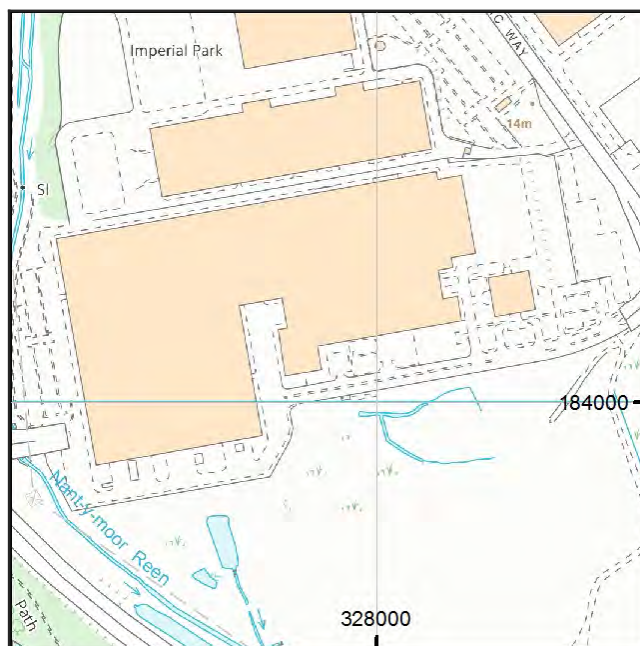 C WAY
Imperial Park
14m
Sl
184000
Nant-y-moor Reen
328000
Path